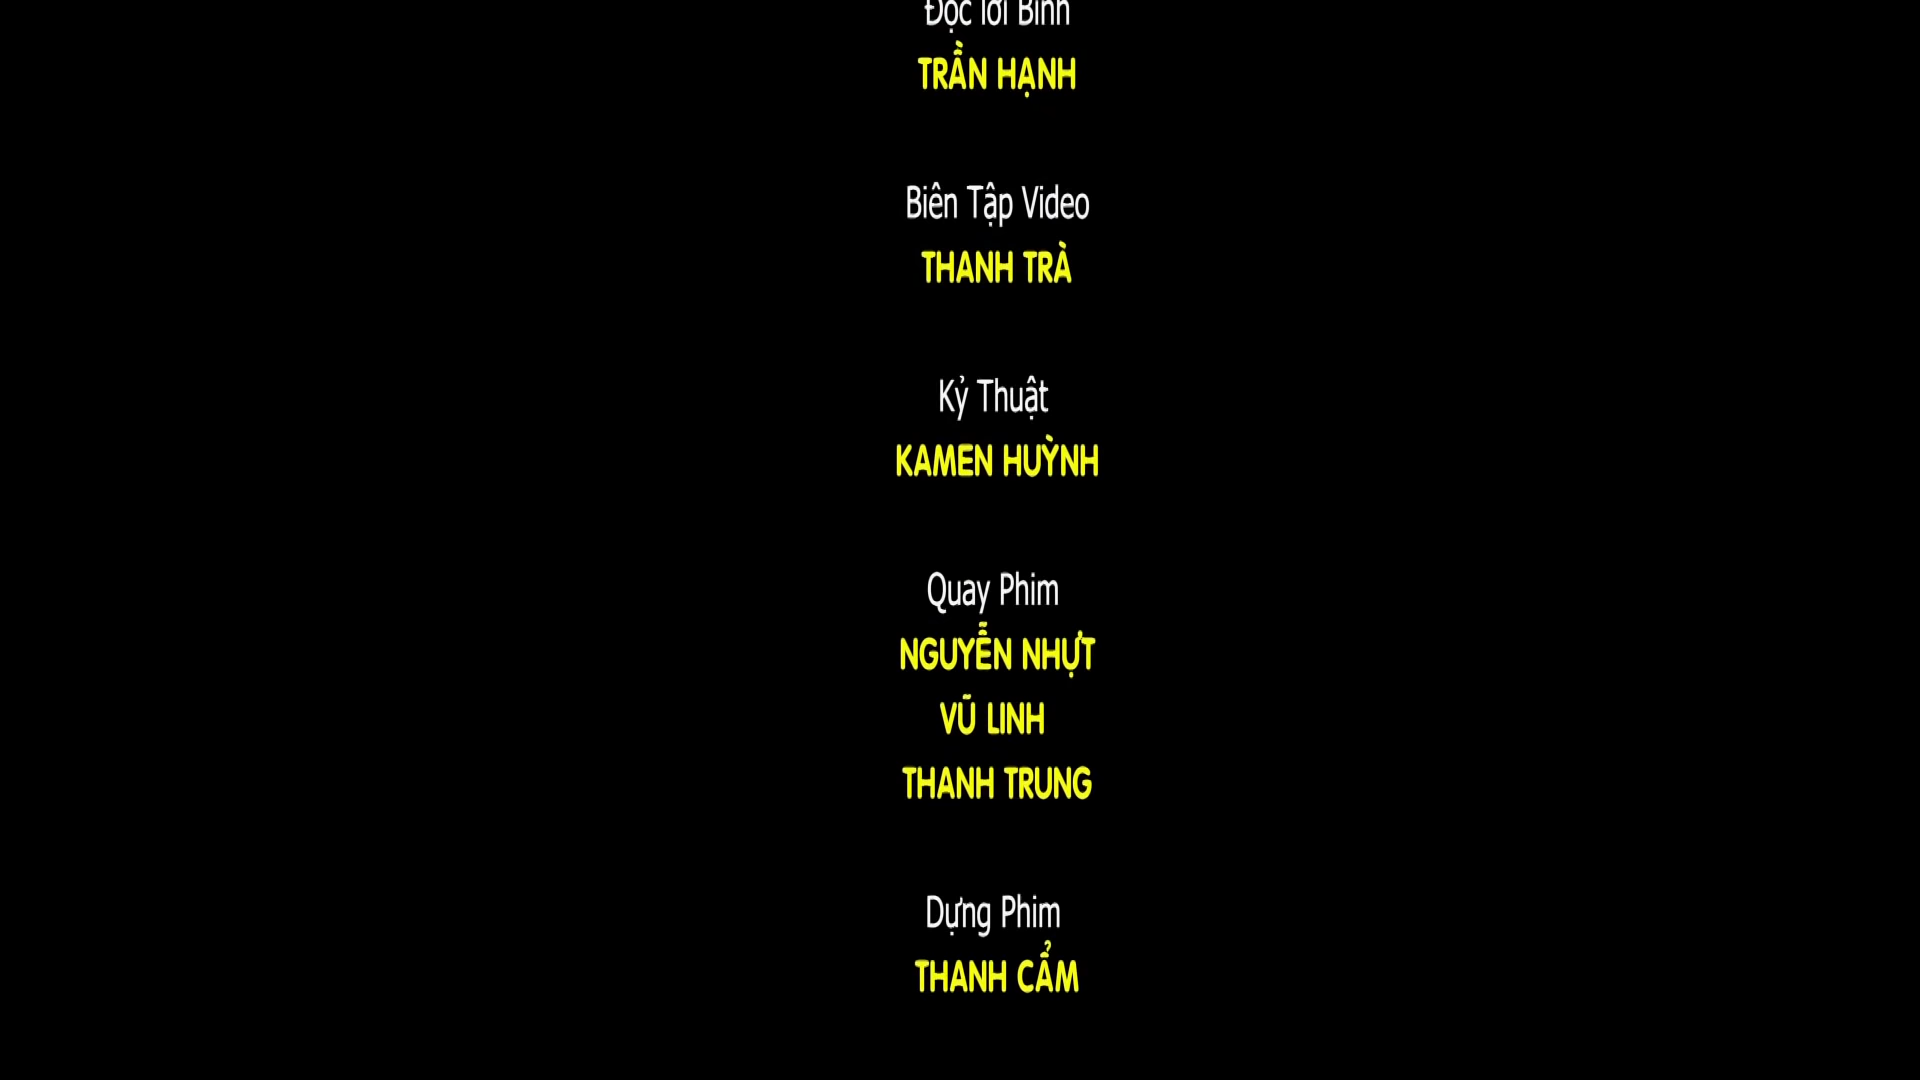 Đọc lời Bình
TRẦN HẠNH
Biên Tập Video
THANH TRÀ
Kỷ Thuật
KAMEN HUỲNH
Quay Phim
NGUYỄN NHỰT
VŨ LINH
THANH TRUNG
Dựng Phim
THANH CẨM